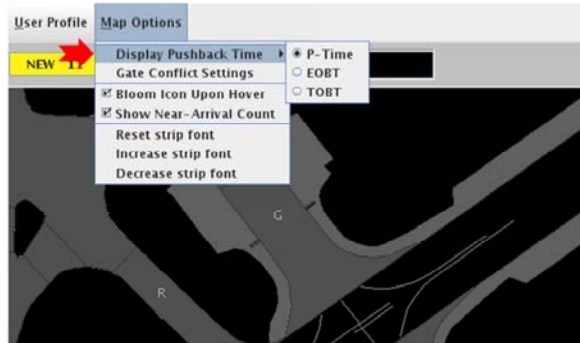 User Profile Map Options
Display Pushback Time P-Time
NEW
Gate Conflict Settings EOBT
Bloom Icon Upon Hover TOBT
Show Near-Arrival Count
Reset strip font
Increase strip font
Decrease strip font
G
R